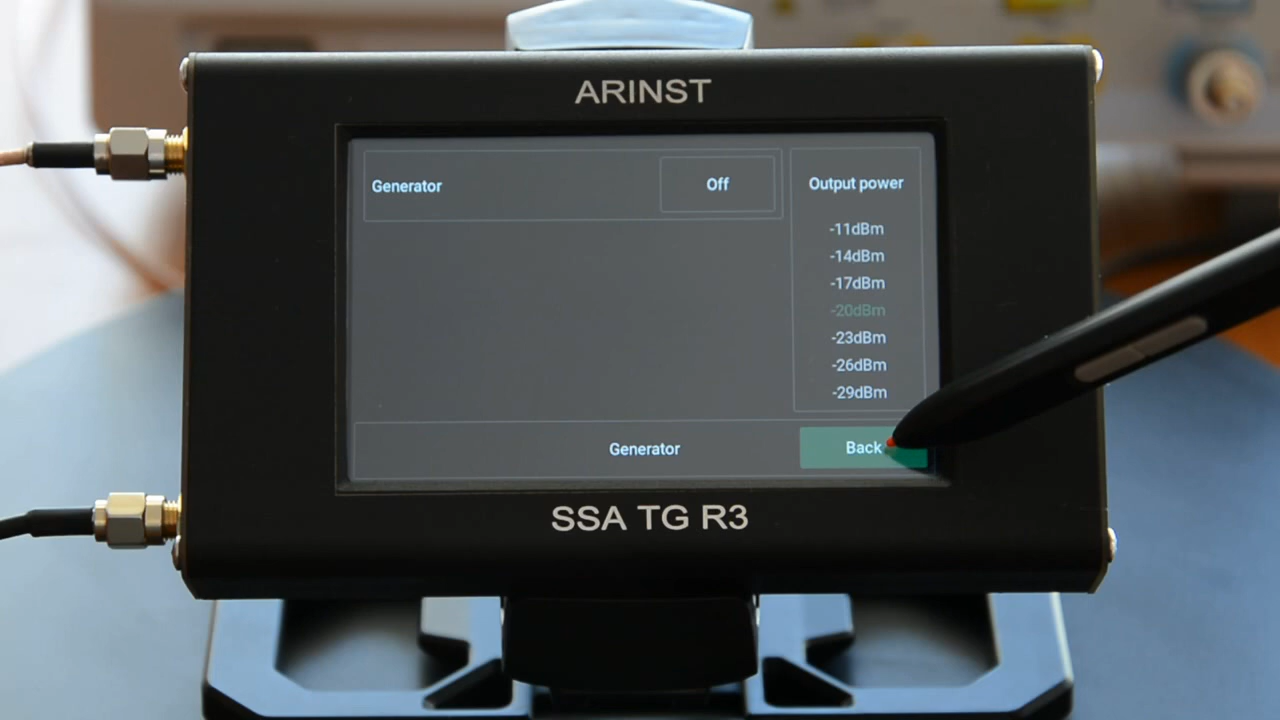 ARINST
Generator
Off
Output power
-11dBm
-14dBm
-17dBm
-20dBm
-23dBm
-26dBm
-29dBm
Generator
Back
SSA TG R3